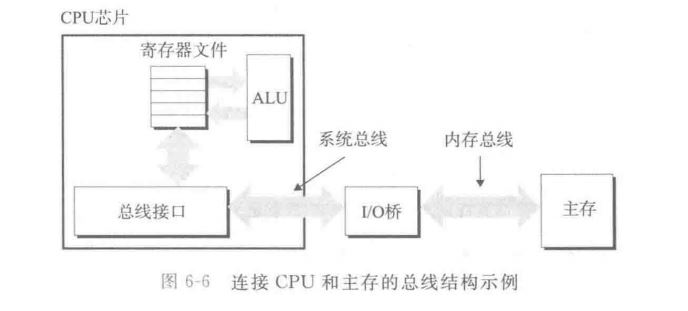 CPU芯片
寄存器文件
ALU
系统总线
内存总线
总线接口
I/O桥
主存
图 6-6 连接 CPU 和主存的总线结构示例